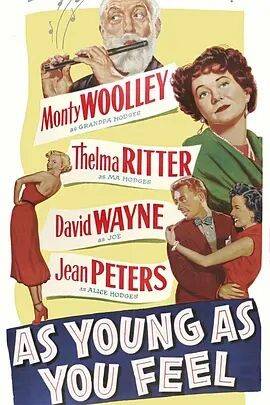 Monty WOOLLEY
as GRANDPA HODGES
Thelma RITTER
as MA HODGES
David WAYNE
as JOE
Jean PETERS
as ALICE HODGES
AS YOUNG AS
YOU FEEL